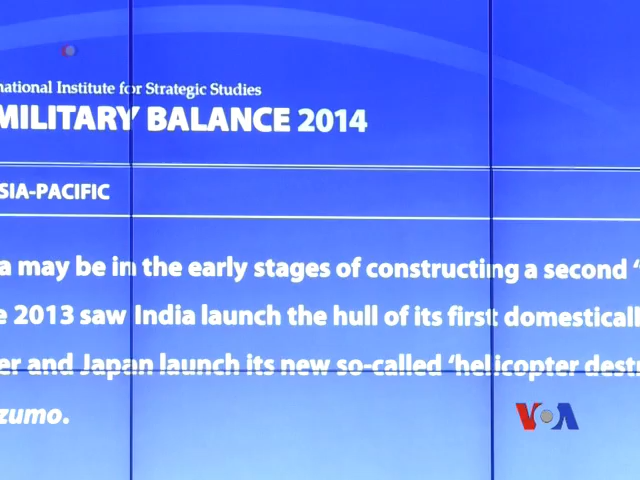 national Institute for Strategic Studies
MILITARY BALANCE 2014
SIA-PACIFIC
a may be in the early stages of constructing a second ‘
e 2013 saw India launch the hull of its first domesticall
er and Japan launch its new so-called ‘helicopter destr
zumo.
VOA